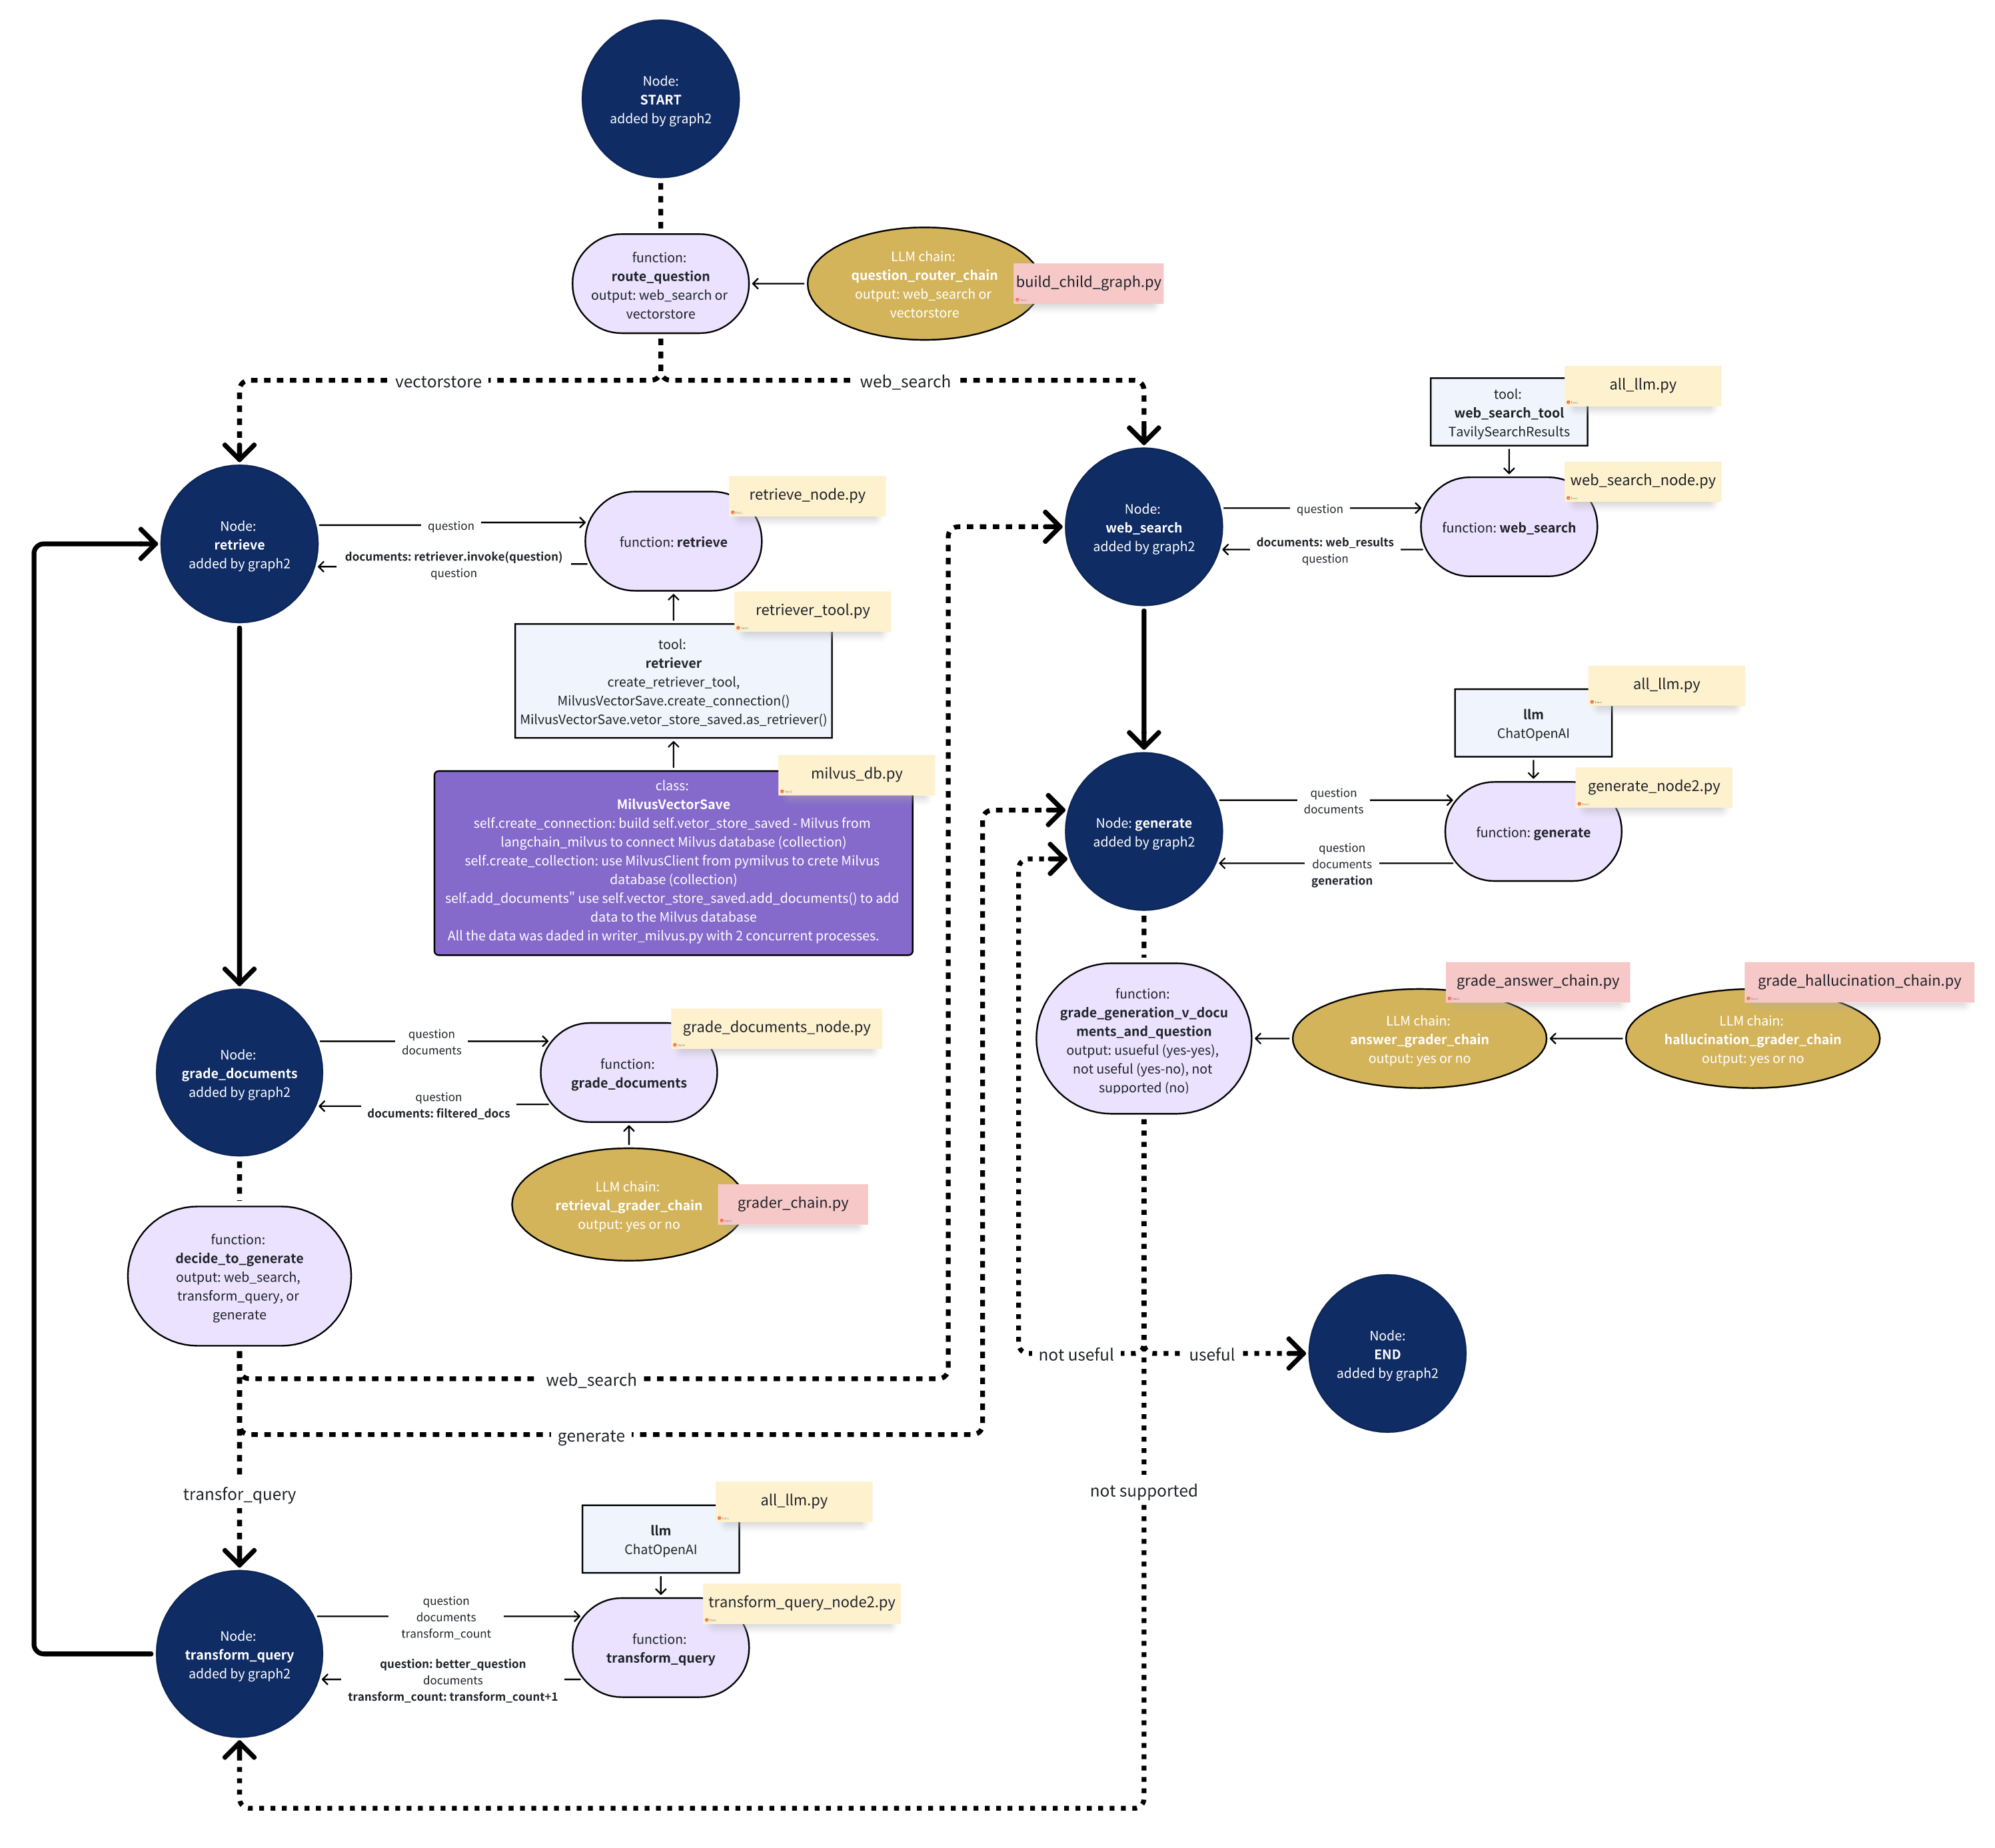 Node:
START
added by graph2
function:
route_question
output: web_search or
vectorstore
LLM chain:
question_router_chain
output: web_search or
vectorstore
build_child_graph.py
vectorstore
web_search
tool:
web_search_tool
TavilySearchResults
all_llm.py
Node:
retrieve
added by graph2
question
documents: retriever.invoke(question)
question
function: retrieve
retrieve_node.py
Node:
web_search
added by graph2
question
documents: web_results
question
function: web_search
web_search_node.py
retriever_tool.py
tool:
retriever
create_retriever_tool,
MilvusVectorSave.create_connection()
MilvusVectorSave.vetor_store_saved.as_retriever()
milvus_db.py
class:
MilvusVectorSave
self.create_connection: build self.vetor_store_saved - Milvus from
langchain_milvus to connect Milvus database (collection)
self.create_collection: use MilvusClient from pymilvus to crete Milvus
database (collection)
self.add_documents" use self.vector_store_saved.add_documents() to add
data to the Milvus database
All the data was daded in writer_milvus.py with 2 concurrent processes.
all_llm.py
llm
ChatOpenAI
Node: generate
added by graph2
question
documents
question
documents
generation
function: generate
generate_node2.py
function:
grade_generation_v_docu
ments_and_question
output: usueful (yes-yes),
not useful (yes-no), not
supported (no)
LLM chain:
answer_grader_chain
output: yes or no
grade_answer_chain.py
LLM chain:
hallucination_grader_chain
output: yes or no
grade_hallucination_chain.py
Node:
grade_documents
added by graph2
question
documents
question
documents: filtered_docs
function:
grade_documents
grade_documents_node.py
LLM chain:
retrieval_grader_chain
output: yes or no
grader_chain.py
function:
decide_to_generate
output: web_search,
transform_query, or
generate
not useful
useful
Node:
END
added by graph2
web_search
generate
transfor_query
not supported
all_llm.py
llm
ChatOpenAI
Node:
transform_query
added by graph2
question
documents
transform_count
question: better_question
documents
transform_count: transform_count+1
function:
transform_query
transform_query_node2.py